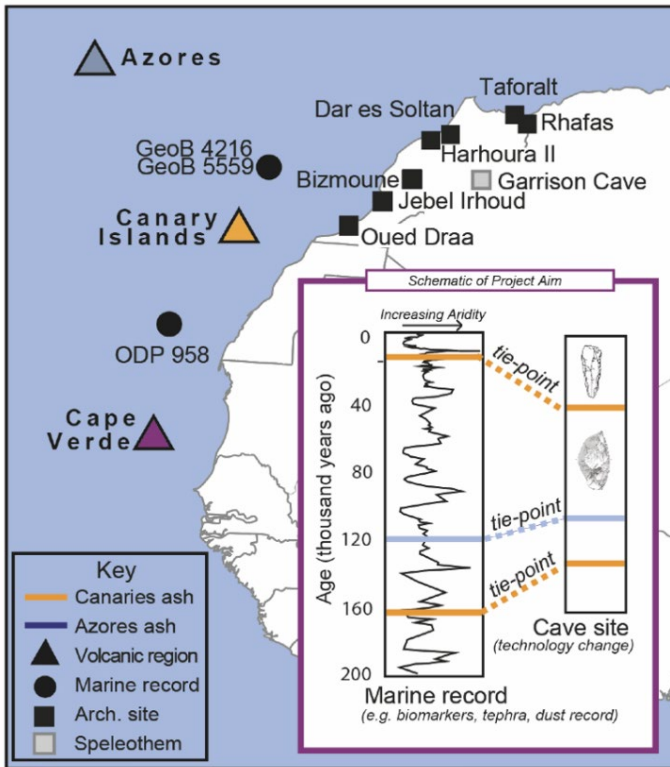 Azores
Taforalt
Dar es Soltan
Rhafas
GeoB 4216
GeoB 5559
Harhoura II
Bizmoune
Garrison Cave
Jebel Irhoud
Canary
Islands
Oued Draa
ODP 958
Cape
Verde
Schematic of Project Aim
Increasing Aridity
Age (thousand years ago)
0
40
80
120
160
200
tie-point
tie-point
tie-point
Marine record
(e.g. biomarkers, tephra, dust record)
Cave site
(technology change)
Key
Canaries ash
Azores ash
Volcanic region
Marine record
Arch. site
Speleothem